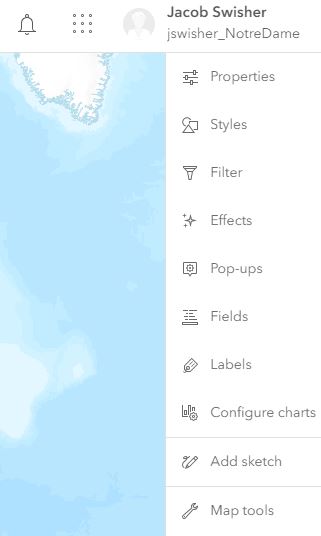 Jacob Swisher
jswisher_NotreDame
Properties
Styles
Filter
Effects
Pop-ups
Fields
Labels
Configure charts
Add sketch
Map tools